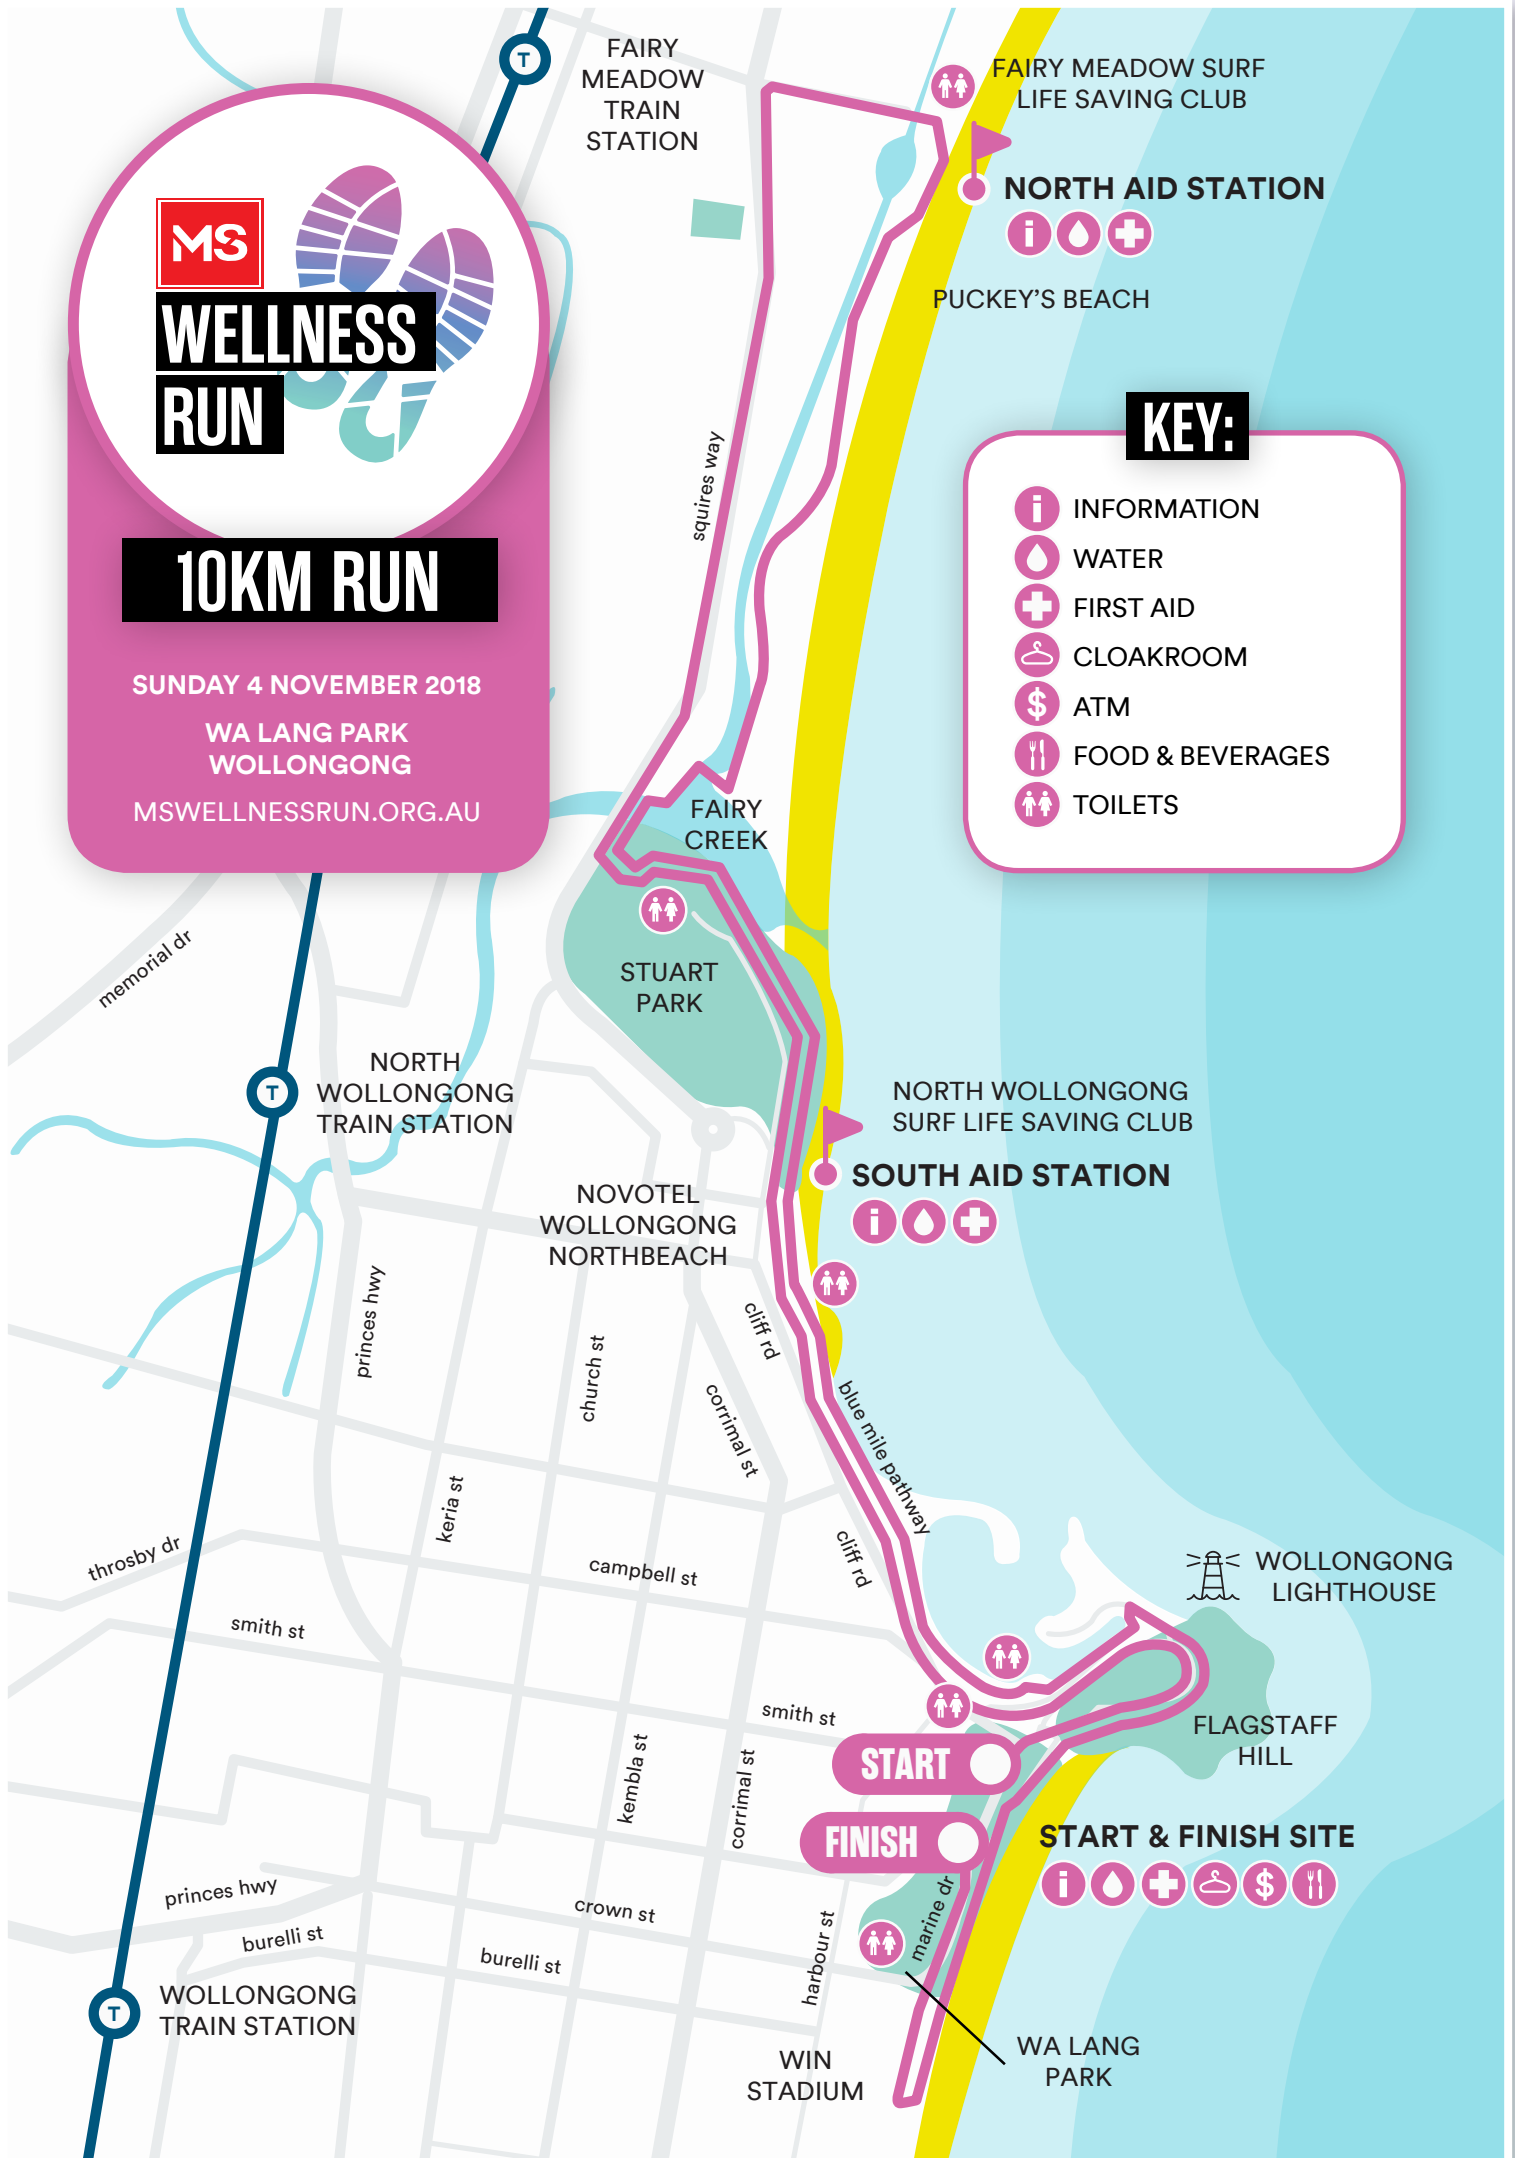 FAIRY
MEADOW
TRAIN
STATION
T
FAIRY MEADOW SURF
LIFE SAVING CLUB
NORTH AID STATION
i
PUCKEY'S BEACH
MS
WELLNESS
RUN
10KM RUN
SUNDAY 4 NOVEMBER 2018
WA LANG PARK
WOLLONGONG
MSWELLNESSRUN.ORG.AU
KEY:
i INFORMATION
WATER
FIRST AID
CLOAKROOM
$ ATM
FOOD & BEVERAGES
TOILETS
squires way
FAIRY
CREEK
STUART
PARK
memorial dr
T
NORTH
WOLLONGONG
TRAIN STATION
NORTH WOLLONGONG
SURF LIFE SAVING CLUB
SOUTH AID STATION
i
NOVOTEL
WOLLONGONG
NORTHBEACH
princes hwy
church st
cliff rd
corrimal st
blue mile pathway
keria st
throsby dr
campbell st
cliff rd
smith st
WOLLONGONG
LIGHTHOUSE
smith st
FLAGSTAFF
HILL
START
kembla st
corrimal st
FINISH
START & FINISH SITE
i $
princes hwy
crown st
marine dr
burelli st
burelli st
harbour st
T
WOLLONGONG
TRAIN STATION
WIN
STADIUM
WA LANG
PARK